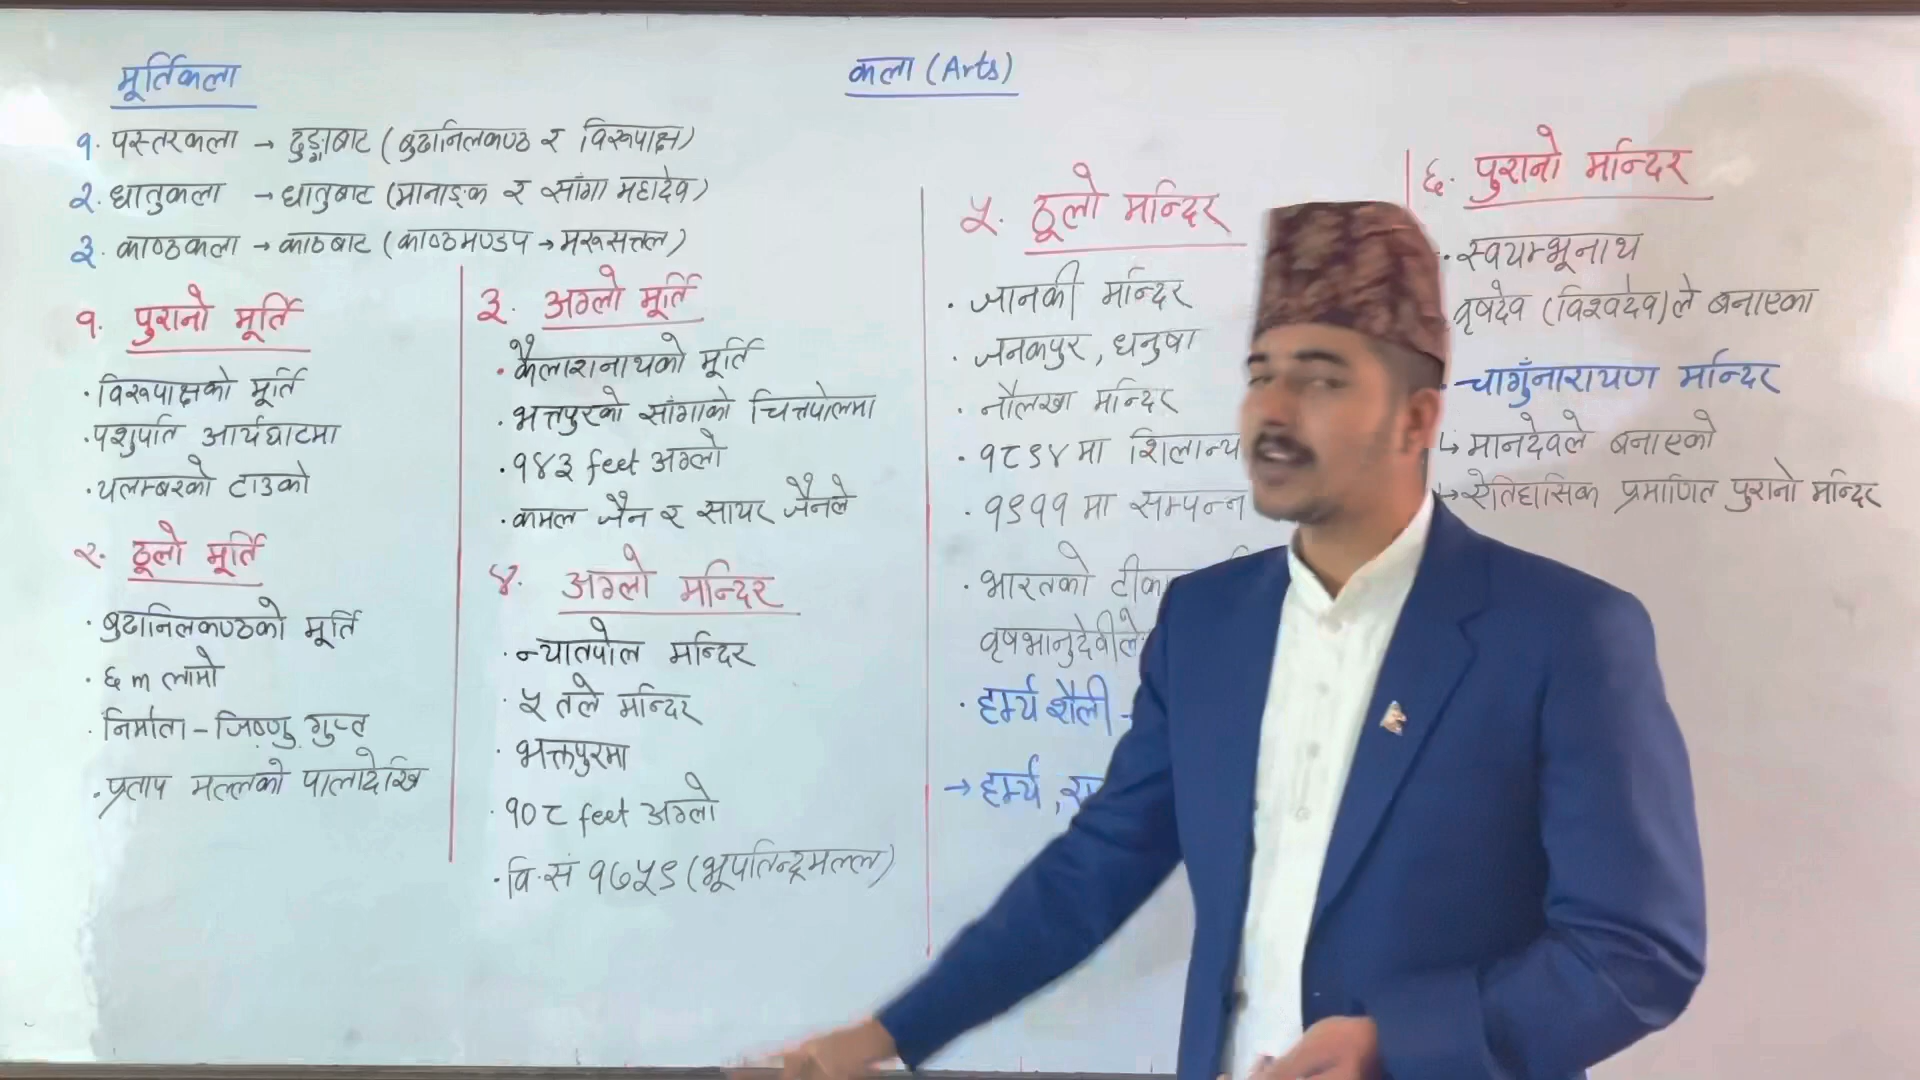 कला (Arts)
मूर्तिकला
१. पस्तरकला → ढुङ्गाबाट (बुढानिलकण्ठ र विरूपाक्ष)
२. धातुकला → धातुबाट (मानाङ्क र साँगा महादेव)
३. काष्ठकला → काठबाट (काष्ठमण्डप → मरूसत्तल)
१. पुरानो मूर्ति
· विरूपाक्षको मूर्ति
· पशुपति आर्यघाटमा
· यलम्बरको टाउको
२. ठूलो मूर्ति
· बुढानिलकण्ठको मूर्ति
· ६ m लामो
· निर्माता - जिष्णु गुप्त
· प्रताप मल्लको पालादेखि
३. अग्लो मूर्ति
· कैलाशनाथको मूर्ति
· भक्तपुरको साँगाको चित्तपोलमा
· १४३ feet अग्लो
· कमल जैन र सायर जैनले
४. अग्लो मन्दिर
· न्यातपोल मन्दिर
· ५ तले मन्दिर
· भक्तपुरमा
· १०८ feet अग्लो
· वि.सं १७५९ (भूपतिन्द्रमल्ल)
५. ठूलो मन्दिर
· जानकी मन्दिर
· जनकपुर, धनुषा
· नौलखा मन्दिर
· १८९४ मा शिलान्या
· १९११ मा सम्पन्न
· भारतको टीकम
वृषभानुदेवीले
· हर्म्य शैली -
→ हर्म्य,
६. पुरानो मन्दिर
· स्वयम्भूनाथ
वृषदेव (विश्वदेव) ले बनाएका
· चाँगुनारायण मन्दिर
↳ मानदेवले बनाएको
↳ ऐतिहासिक प्रमाणित पुरानो मन्दिर